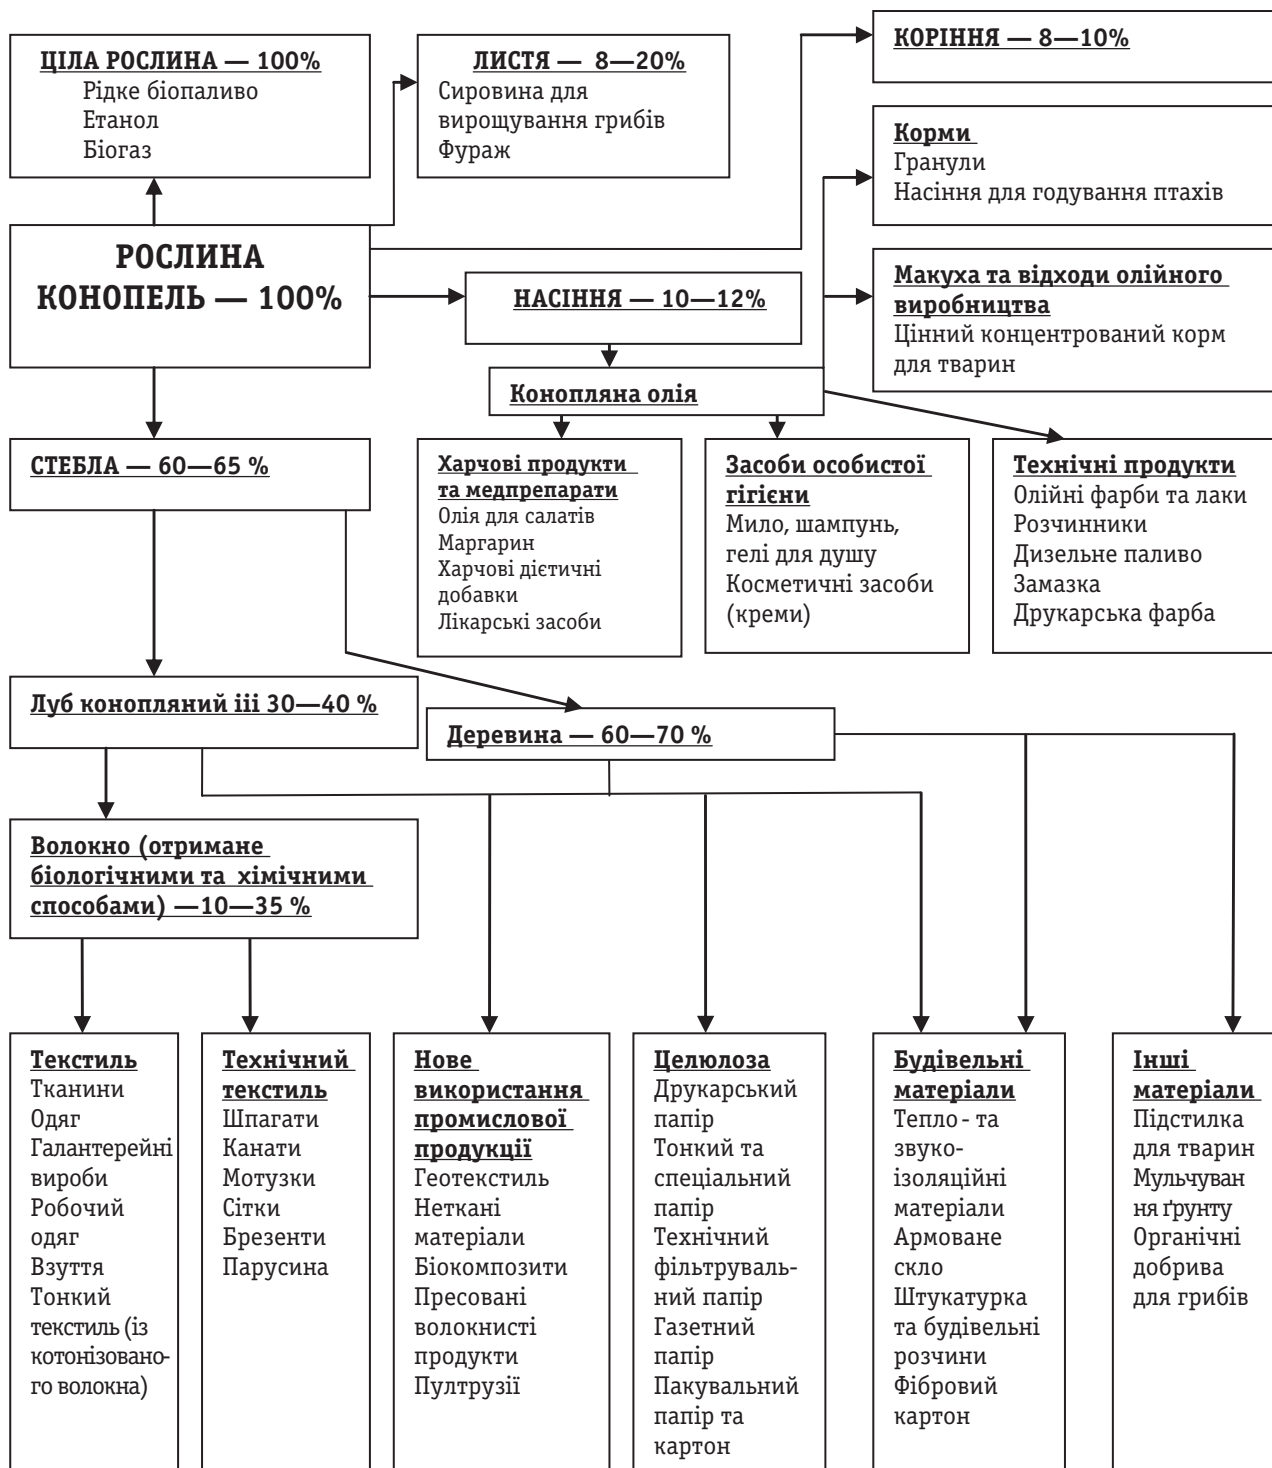 ЦІЛА РОСЛИНА — 100%
Рідке біопаливо
Етанол
Біогаз
ЛИСТЯ — 8—20%
Сировина для
вирощування грибів
Фураж
КОРІННЯ — 8—10%
Корми
Гранули
Насіння для годування птахів
РОСЛИНА
КОНОПЕЛЬ — 100%
НАСІННЯ — 10—12%
Макуха та відходи олійного
виробництва
Цінний концентрований корм
для тварин
Конопляна олія
СТЕБЛА — 60—65 %
Харчові продукти
та медпрепарати
Олія для салатів
Маргарин
Харчові дієтичні
добавки
Лікарські засоби
Засоби особистої
гігієни
Мило, шампунь,
гелі для душу
Косметичні засоби
(креми)
Технічні продукти
Олійні фарби та лаки
Розчинники
Дизельне паливо
Замазка
Друкарська фарба
Луб конопляний ііі 30—40 %
Деревина — 60—70 %
Волокно (отримане
біологічними та хімічними
способами) —10—35 %
Текстиль
Тканини
Одяг
Галантерейні
вироби
Робочий
одяг
Взуття
Тонкий
текстиль (із
котонізовано-
го волокна)
Технічний
текстиль
Шпагати
Канати
Мотузки
Сітки
Брезенти
Парусина
Нове
використання
промислової
продукції
Геотекстиль
Неткані
матеріали
Біокомпозити
Пресовані
волокнисті
продукти
Пултрузії
Целюлоза
Друкарський
папір
Тонкий та
спеціальний
папір
Технічний
фільтруваль-
ний папір
Газетний
папір
Пакувальний
папір та
картон
Будівельні
матеріали
Тепло- та
звуко-
ізоляційні
матеріали
Армоване
скло
Штукатурка
та будівельні
розчини
Фібровий
картон
Інші
матеріали
Підстилка
для тварин
Мульчуван
ня ґрунту
Органічні
добрива
для грибів